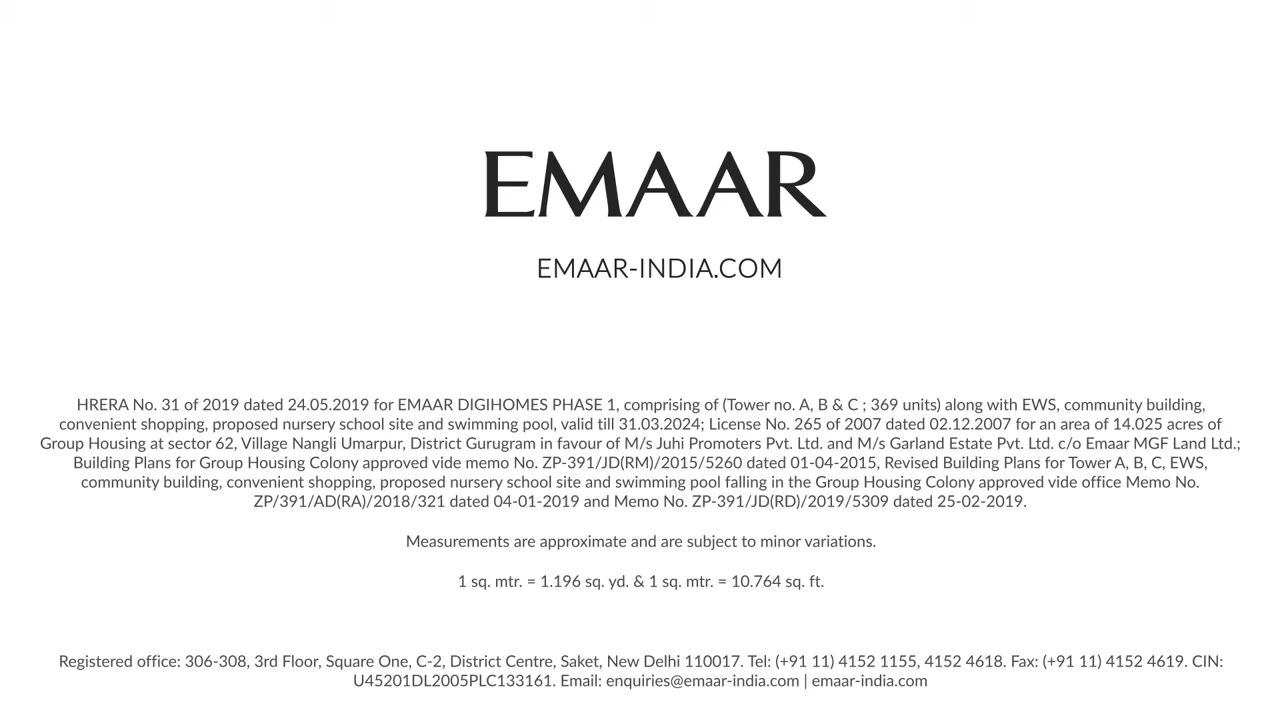 EMAAR
EMAAR-INDIA.COM
HRERA No. 31 of 2019 dated 24.05.2019 for EMAAR DIGIHOMES PHASE 1, comprising of (Tower no. A, B & C ; 369 units) along with EWS, community building,
convenient shopping, proposed nursery school site and swimming pool, valid till 31.03.2024; License No. 265 of 2007 dated 02.12.2007 for an area of 14.025 acres of
Group Housing at sector 62, Village Nangli Umarpur, District Gurugram in favour of M/s Juhi Promoters Pvt. Ltd. and M/s Garland Estate Pvt. Ltd. c/o Emaar MGF Land Ltd.;
Building Plans for Group Housing Colony approved vide memo No. ZP-391/JD(RM)/2015/5260 dated 01-04-2015, Revised Building Plans for Tower A, B, C, EWS,
community building, convenient shopping, proposed nursery school site and swimming pool falling in the Group Housing Colony approved vide office Memo No.
ZP/391/AD(RA)/2018/321 dated 04-01-2019 and Memo No. ZP-391/JD(RD)/2019/5309 dated 25-02-2019.
Measurements are approximate and are subject to minor variations.
1 sq. mtr. = 1.196 sq. yd. & 1 sq. mtr. = 10.764 sq. ft.
Registered office: 306-308, 3rd Floor, Square One, C-2, District Centre, Saket, New Delhi 110017. Tel: (+91 11) 4152 1155, 4152 4618. Fax: (+91 11) 4152 4619. CIN:
U45201DL2005PLC133161. Email: enquiries@emaar-india.com | emaar-india.com